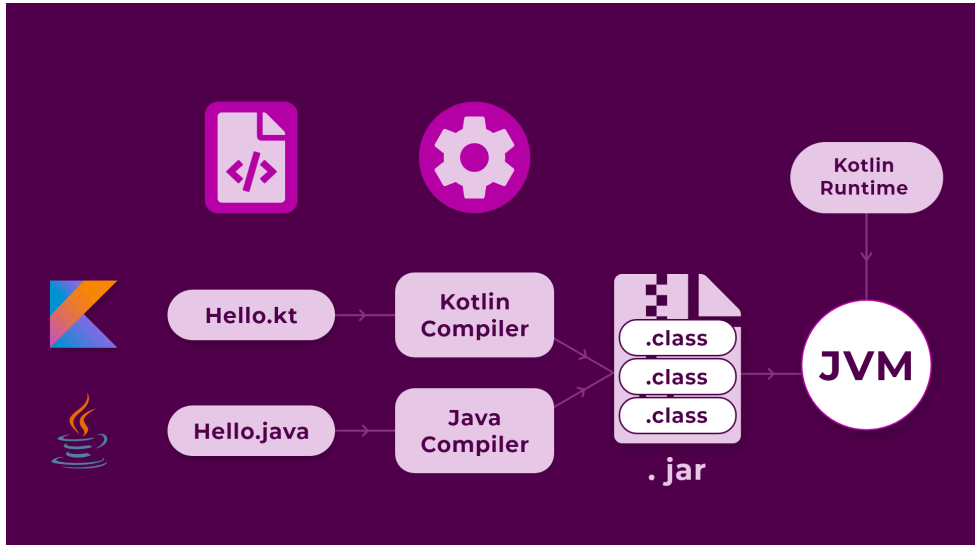 </>
Kotlin
Runtime
Hello.kt
Kotlin
Compiler
.class
.class
.class
JVM
Hello.java
Java
Compiler
. jar